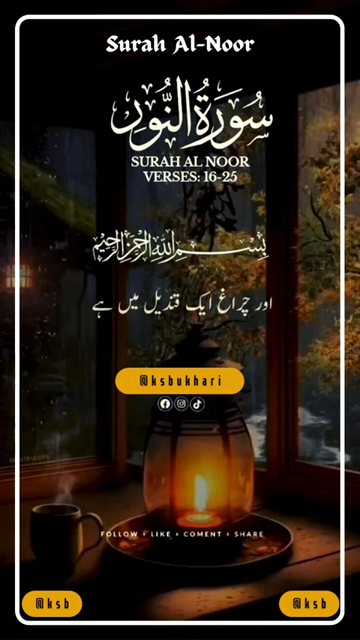 Surah Al-Noor
سُورَةُ النُّور
SURAH AL NOOR
VERSES: 16-25
بِسْمِ اللهِ الرَّحْمٰنِ الرَّحِيْمِ
اور چراغ ایک قندیل میں ہے
@ksbukhari
FOLLOW + LIKE + COMENT + SHARE
@ksb
@ksb